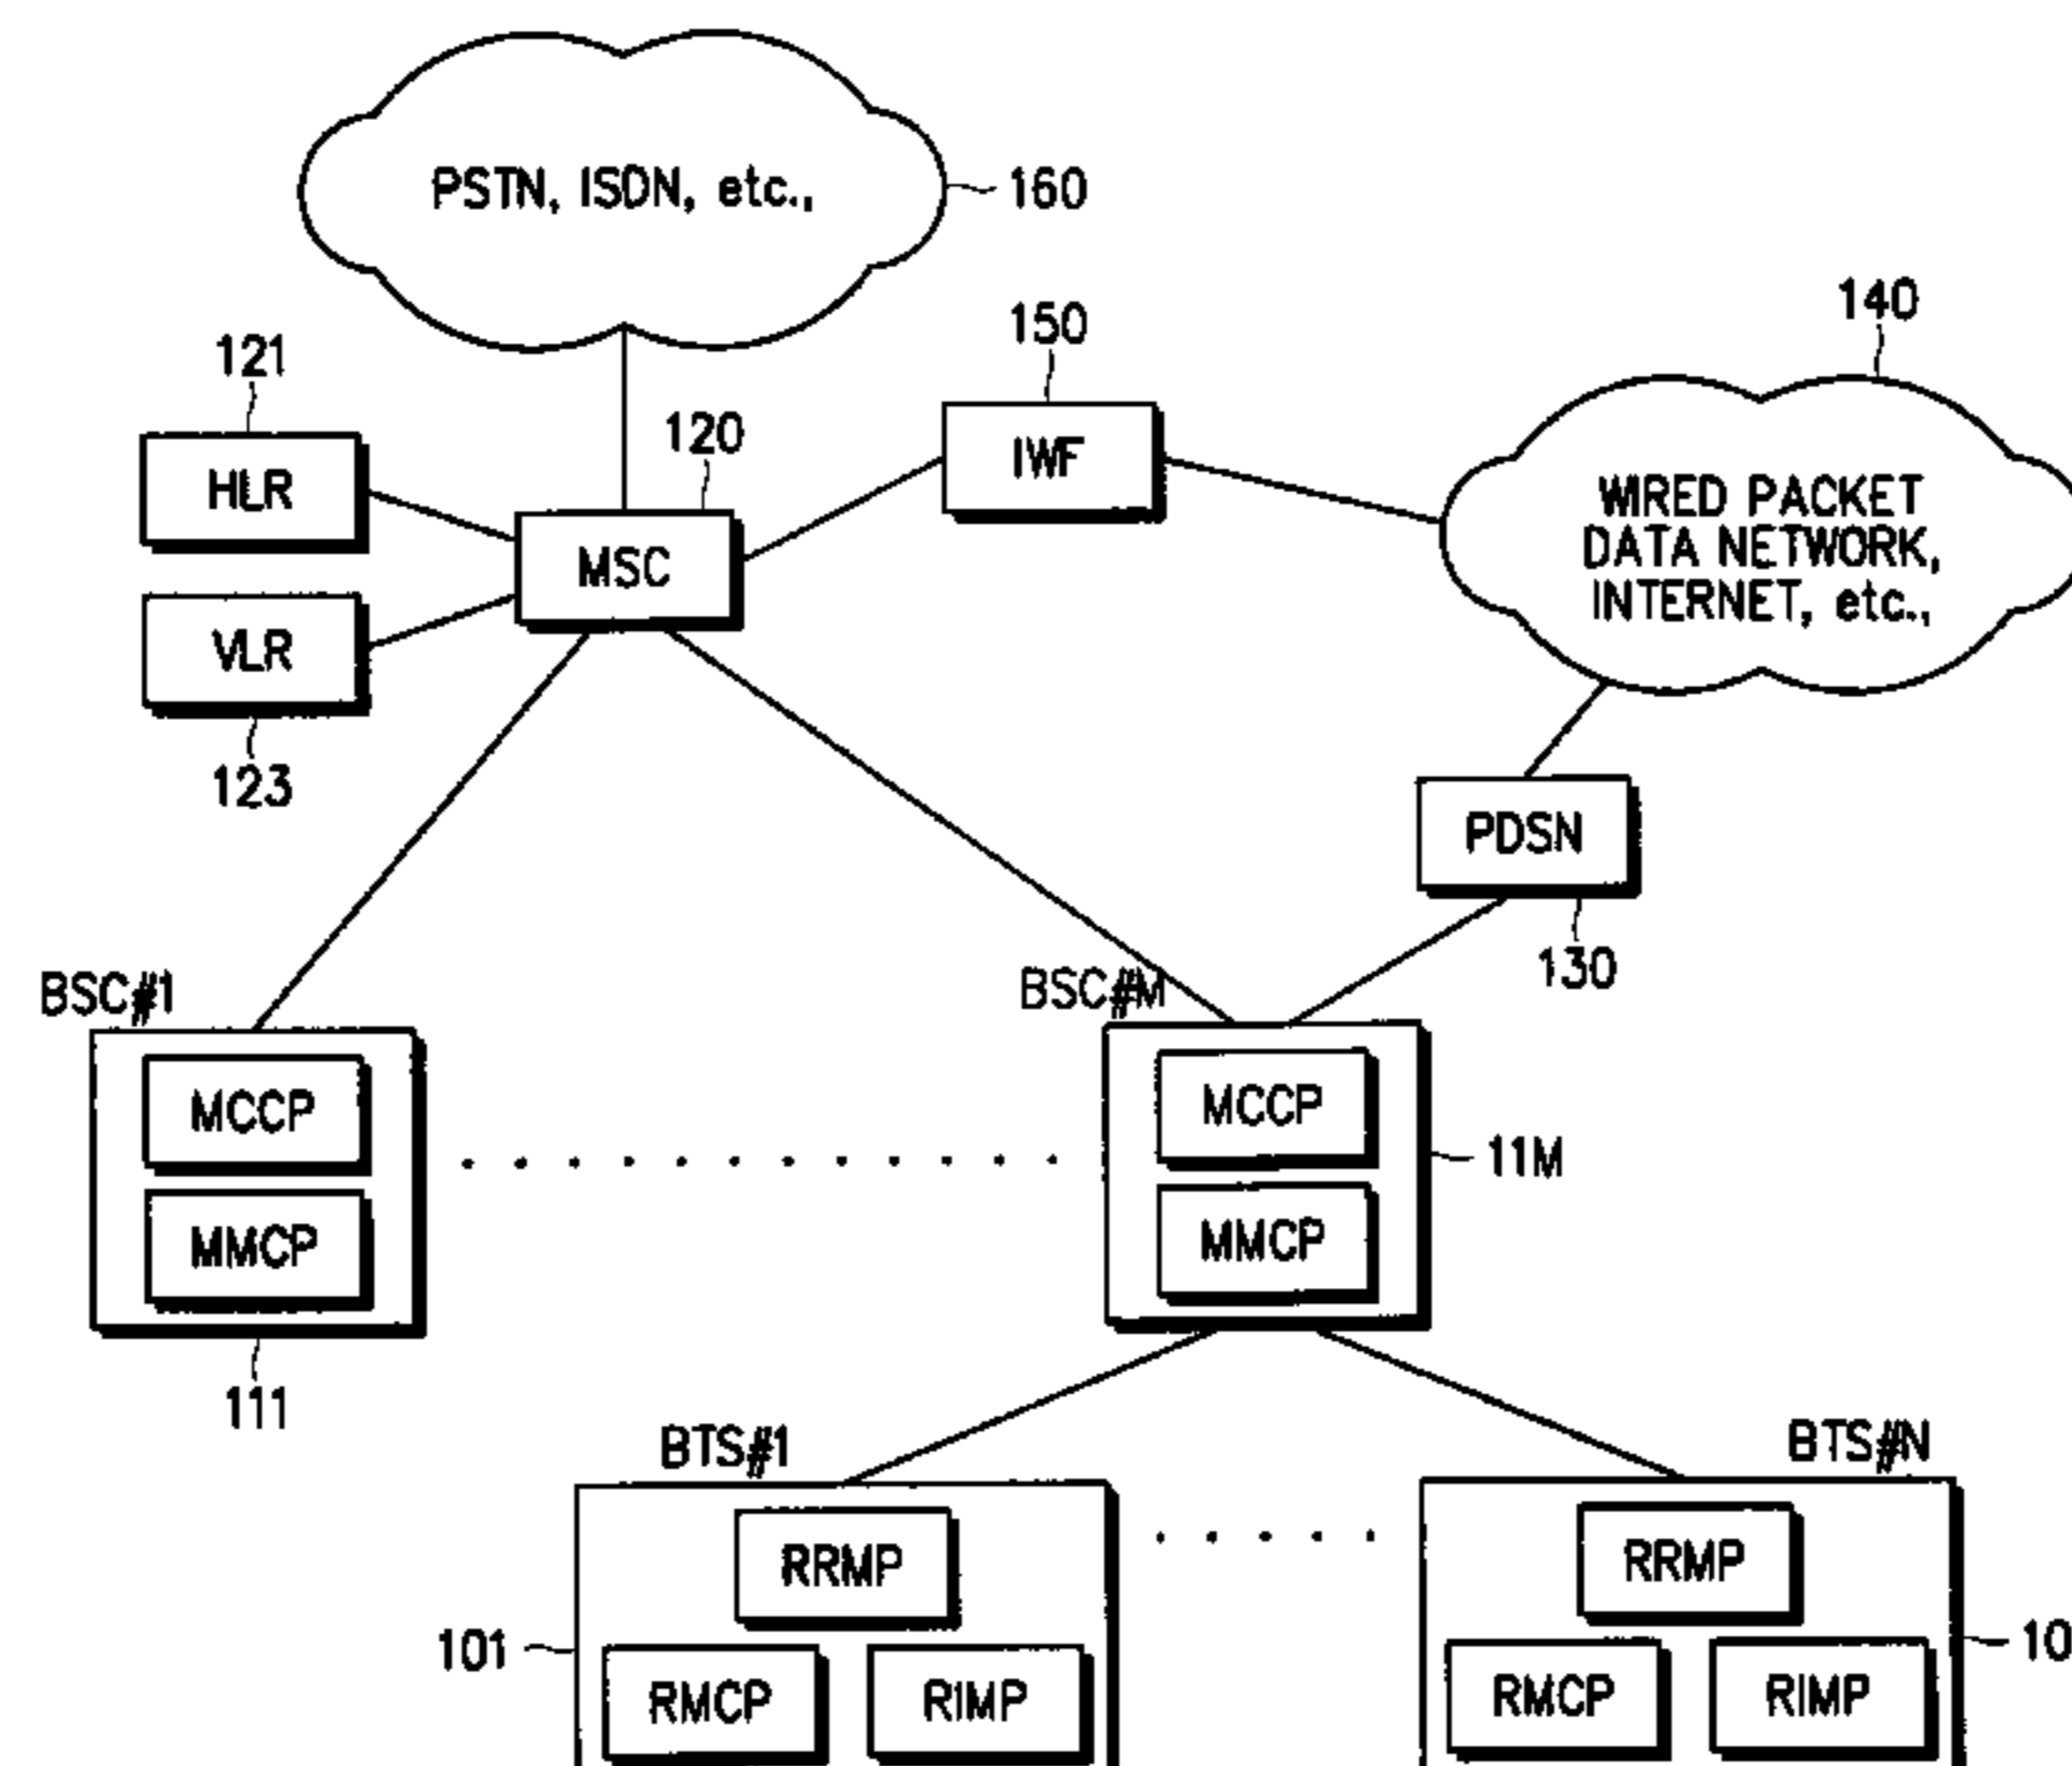 PSTN, ISDN, etc.,
160
140
150
121
120
HLR
MSC
IWF
WIRED PACKET
DATA NETWORK,
INTERNET, etc.,
VLR
123
PDSN
130
BSC#1
BSC#M
MCCP
MCCP
11M
MMCP
MMCP
111
BTS#1
BTS#N
RRMP
RRMP
101
10
RMCP
RIMP
RMCP
RIMP